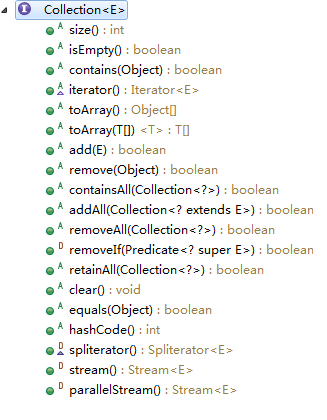 I Collection<E>
A size() : int
A isEmpty() : boolean
A contains(Object) : boolean
A iterator() : Iterator<E>
A toArray() : Object[]
A toArray(T[]) <T> : T[]
A add(E) : boolean
A remove(Object) : boolean
A containsAll(Collection<?>) : boolean
A addAll(Collection<? extends E>) : boolean
A removeAll(Collection<?>) : boolean
D removeIf(Predicate<? super E>) : boolean
A retainAll(Collection<?>) : boolean
A clear() : void
A equals(Object) : boolean
A hashCode() : int
D spliterator() : Spliterator<E>
D stream() : Stream<E>
D parallelStream() : Stream<E>